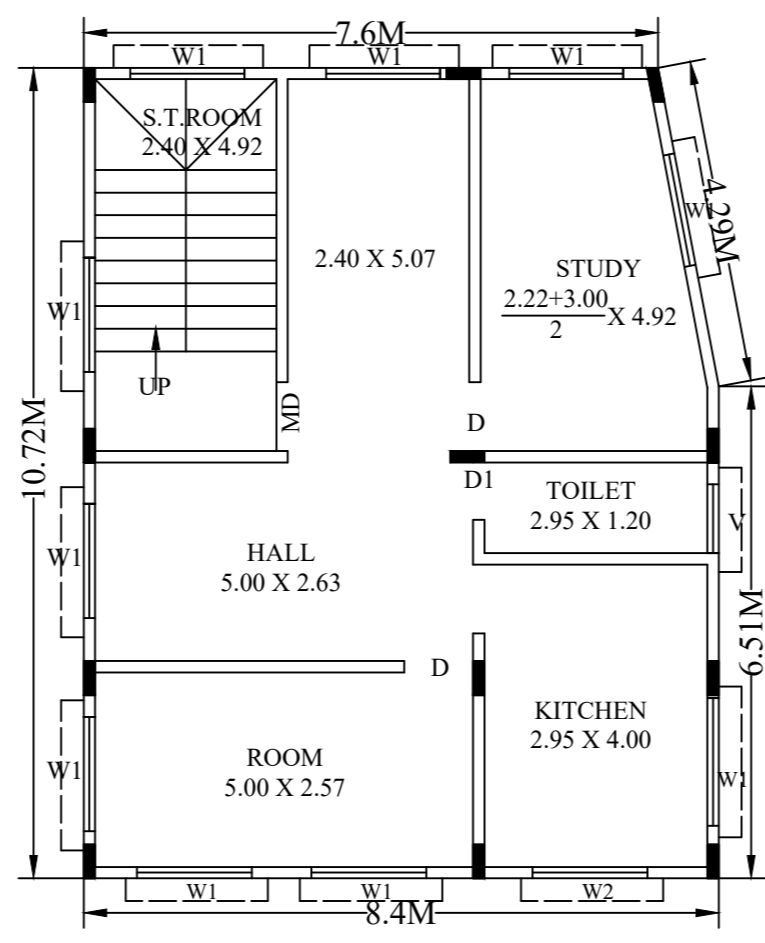 7.6M
W1
W1
W1
S.T.ROOM
2.40 X 4.92
W1
4.29M
2.40 X 5.07
STUDY
2.22+3.00
2
X 4.92
W1
UP
MD
D
10.72M
D1
TOILET
2.95 X 1.20
V
HALL
5.00 X 2.63
W1
6.51M
D
KITCHEN
2.95 X 4.00
ROOM
5.00 X 2.57
W1
W1
W1
W1
W2
8.4M